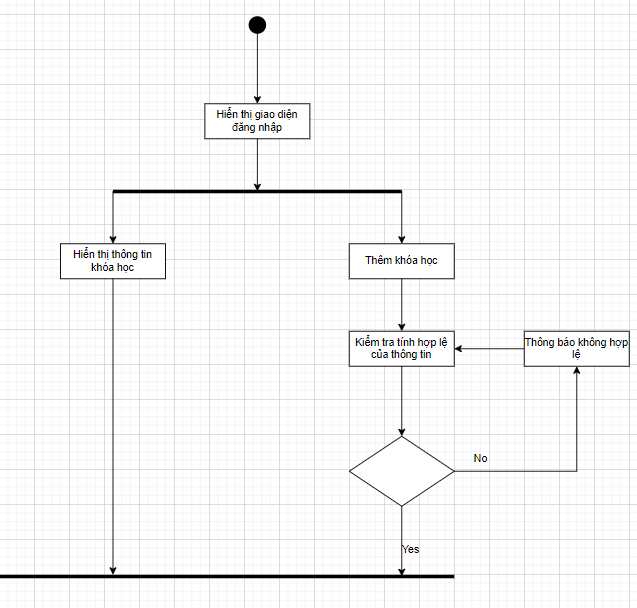 Hiển thị giao diện
đăng nhập
Hiển thị thông tin
khóa học
Thêm khóa học
Kiểm tra tính hợp lệ
của thông tin
Thông báo không hợp
lệ
No
Yes